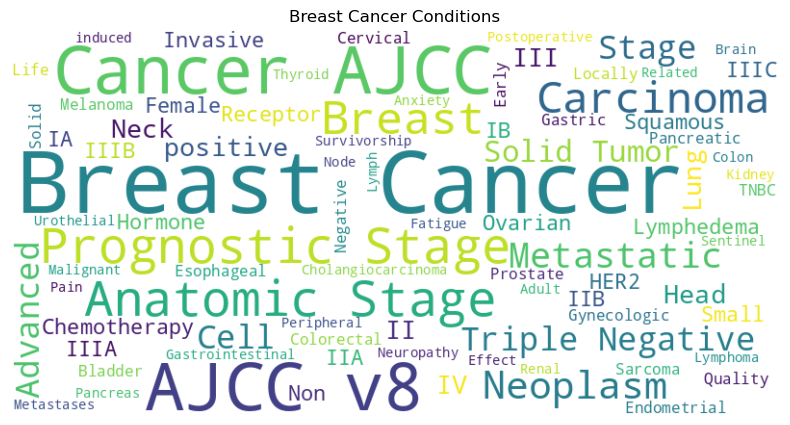 Breast Cancer Conditions
induced
Invasive
Cervical
Postoperative
Stage
Brain
Cancer
AJCC
III
Life
Thyroid
Locally
Related
IIIC
Early
Melanoma
Female
Receptor
Anxiety
Breast
Carcinoma
Solid
IA
Neck
Gastric
Squamous
IB
IIIB
positive
Survivorship
Pancreatic
Node
Lymph
Solid Tumor
Lung
Colon
Breast Cancer
Kidney
TNBC
Urothelial
Hormone
Negative
Fatigue
Ovarian
Lymphedema
Prognostic Stage
Metastatic
Sentinel
Advanced
Malignant
Esophageal
Cholangiocarcinoma
Prostate
Pain
Anatomic Stage
Adult
HER2
Head
IIB
Chemotherapy
Cell
Peripheral
II
Gynecologic
Small
IIIA
Colorectal
Triple Negative
Gastrointestinal
IIA
Neuropathy
Effect
Lymphoma
Bladder
AJCC v8
Renal
Sarcoma
Quality
Pancreas
Non
IV
Neoplasm
Metastases
Endometrial